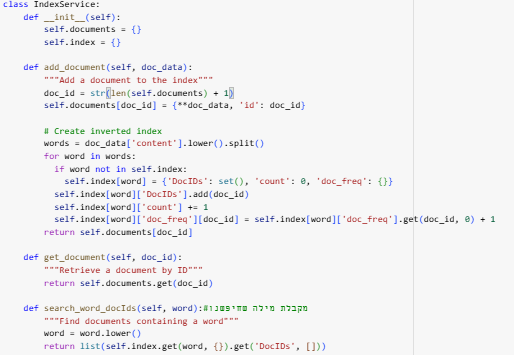 class IndexService:
    def __init__(self):
        self.documents = {}
        self.index = {}

    def add_document(self, doc_data):
        """Add a document to the index"""
        doc_id = str(len(self.documents) + 1)
        self.documents[doc_id] = {**doc_data, 'id': doc_id}

        # Create inverted index
        words = doc_data['content'].lower().split()
        for word in words:
          if word not in self.index:
            self.index[word] = {'DocIDs': set(), 'count': 0, 'doc_freq': {}}
          self.index[word]['DocIDs'].add(doc_id)
          self.index[word]['count'] += 1
          self.index[word]['doc_freq'][doc_id] = self.index[word]['doc_freq'].get(doc_id, 0) + 1
        return self.documents[doc_id]

    def get_document(self, doc_id):
        """Retrieve a document by ID"""
        return self.documents.get(doc_id)

    def search_word_docIds(self, word):#מקבלת מילה שחיפשנו
        """Find documents containing a word"""
        word = word.lower()
        return list(self.index.get(word, {}).get('DocIDs', []))